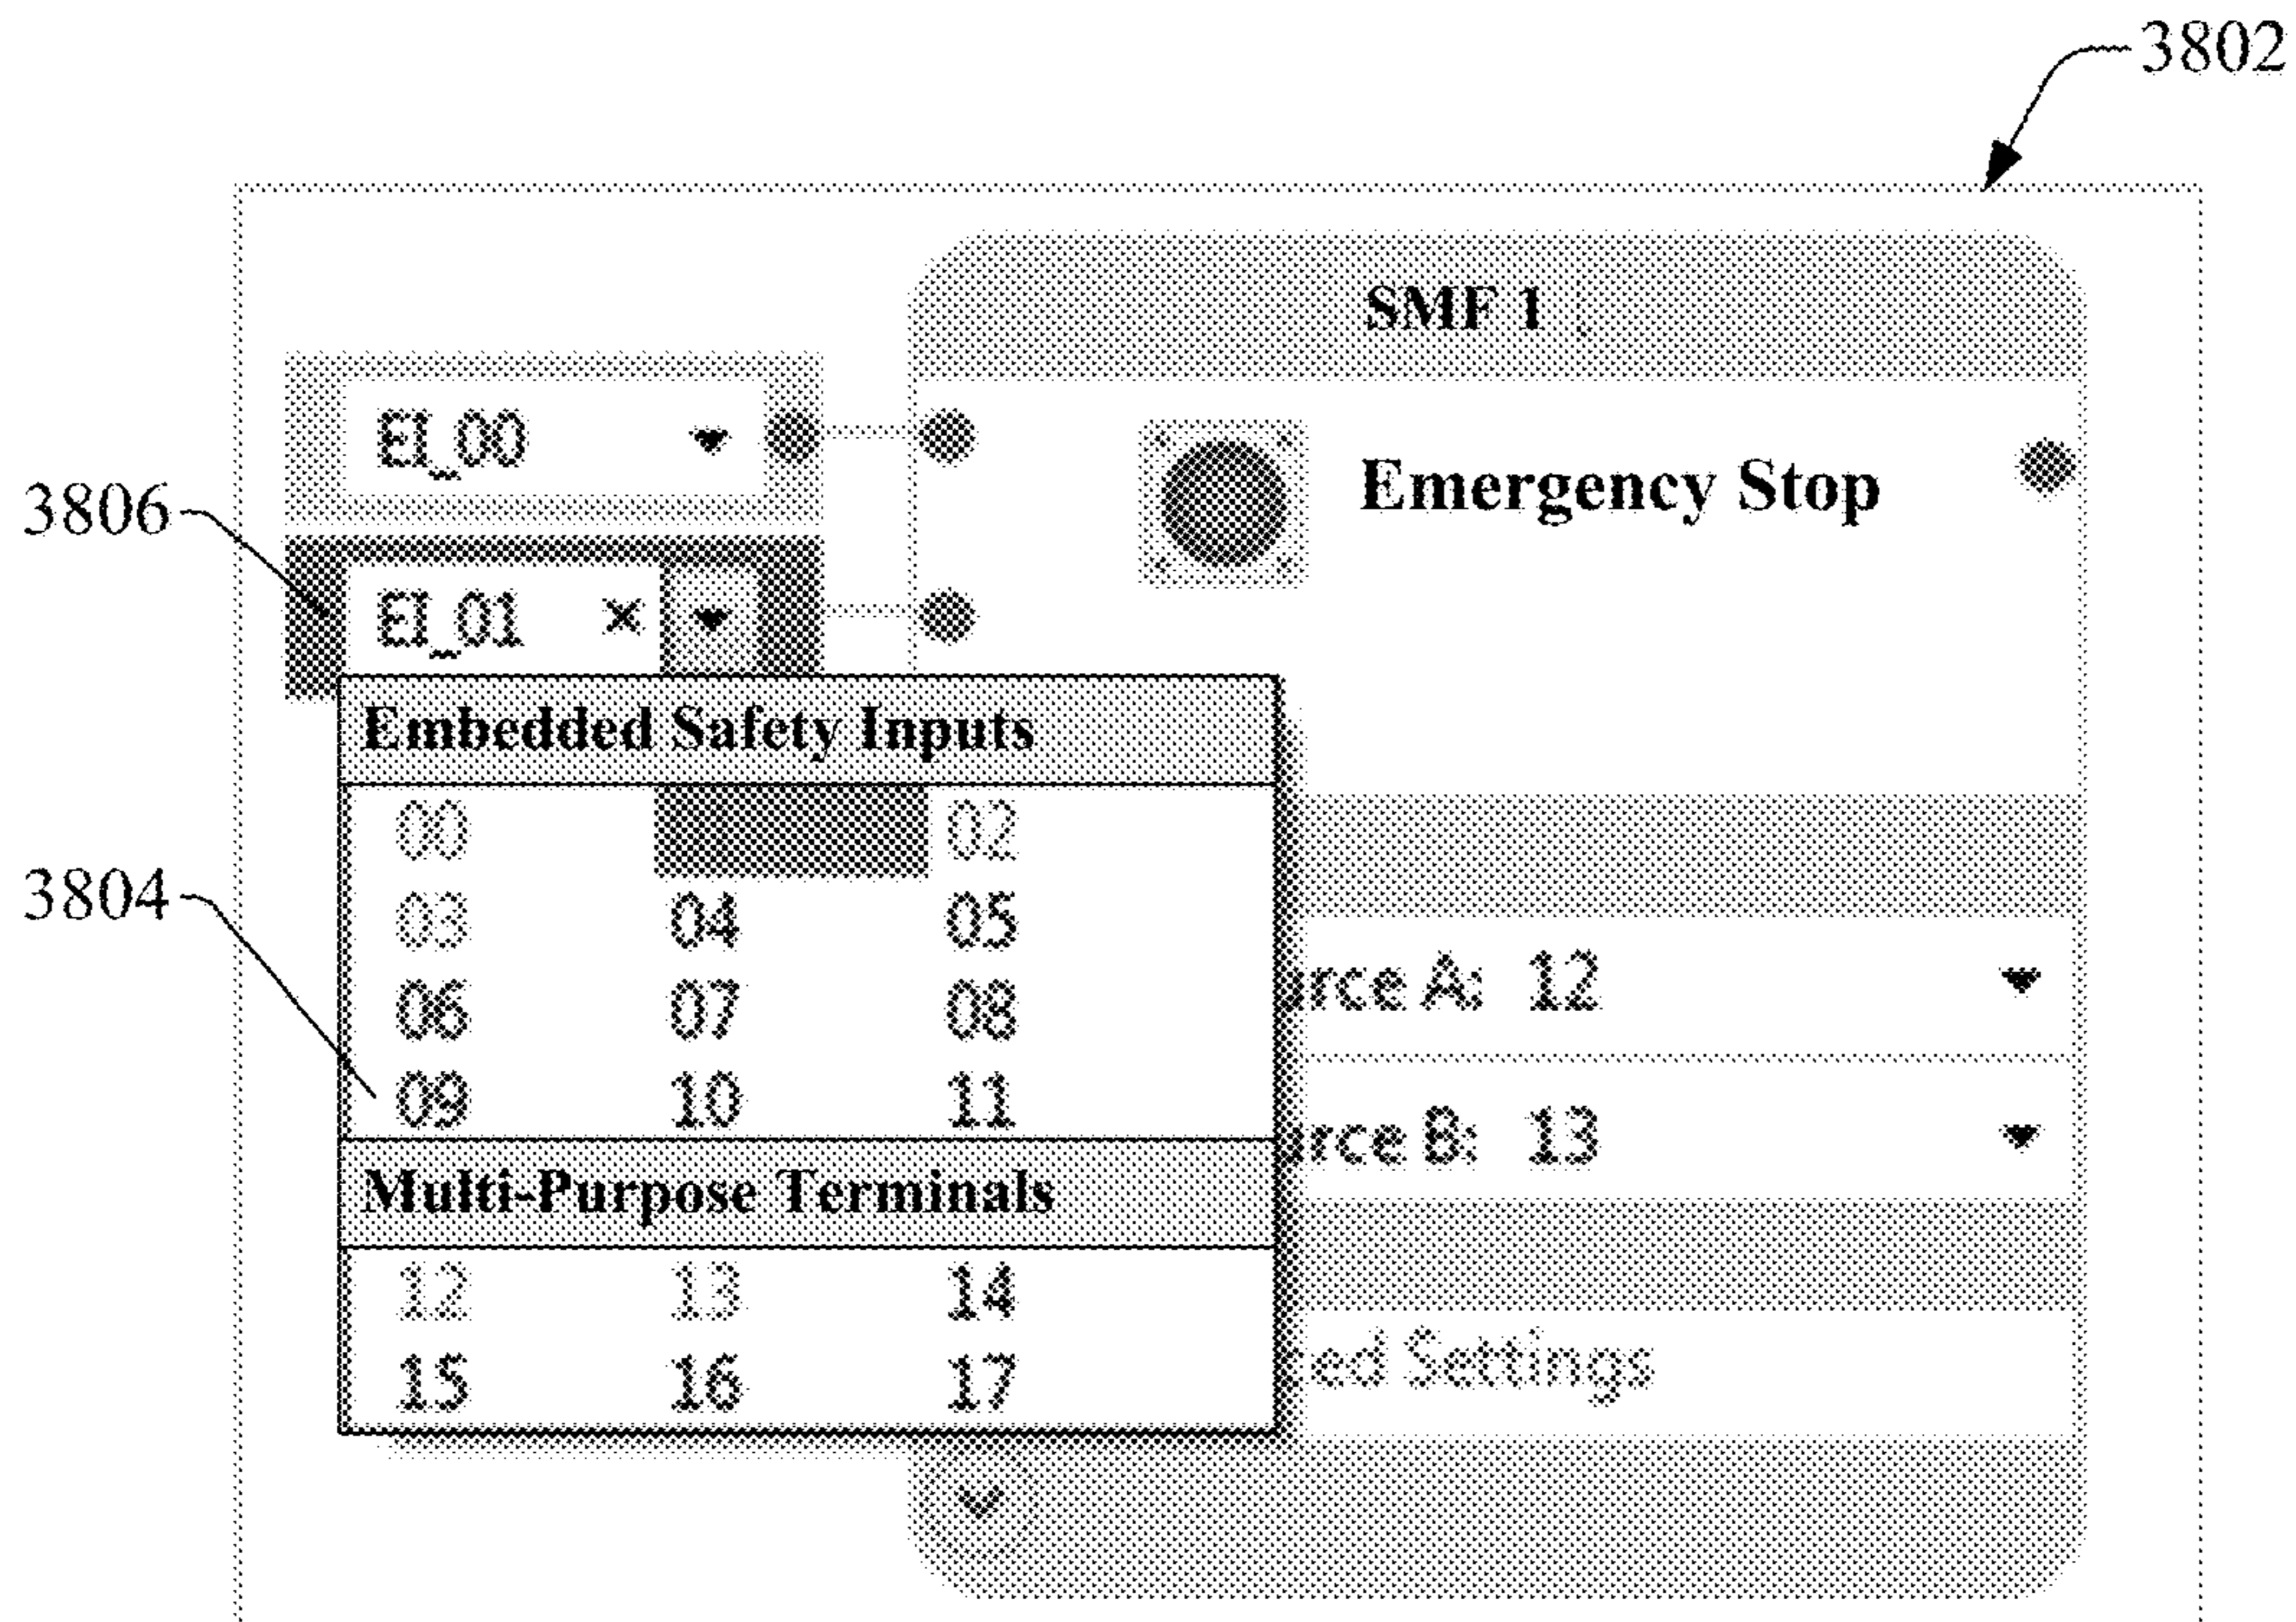 3802
SMF 1
EI_00
Emergency Stop
3806
EI_01 ×
Embedded Safety Inputs
00 02
3804
03 04 05
06 07 08
09 10 11
urce A: 12
urce B: 13
Multi-Purpose Terminals
12 13 14
15 16 17
ced Settings